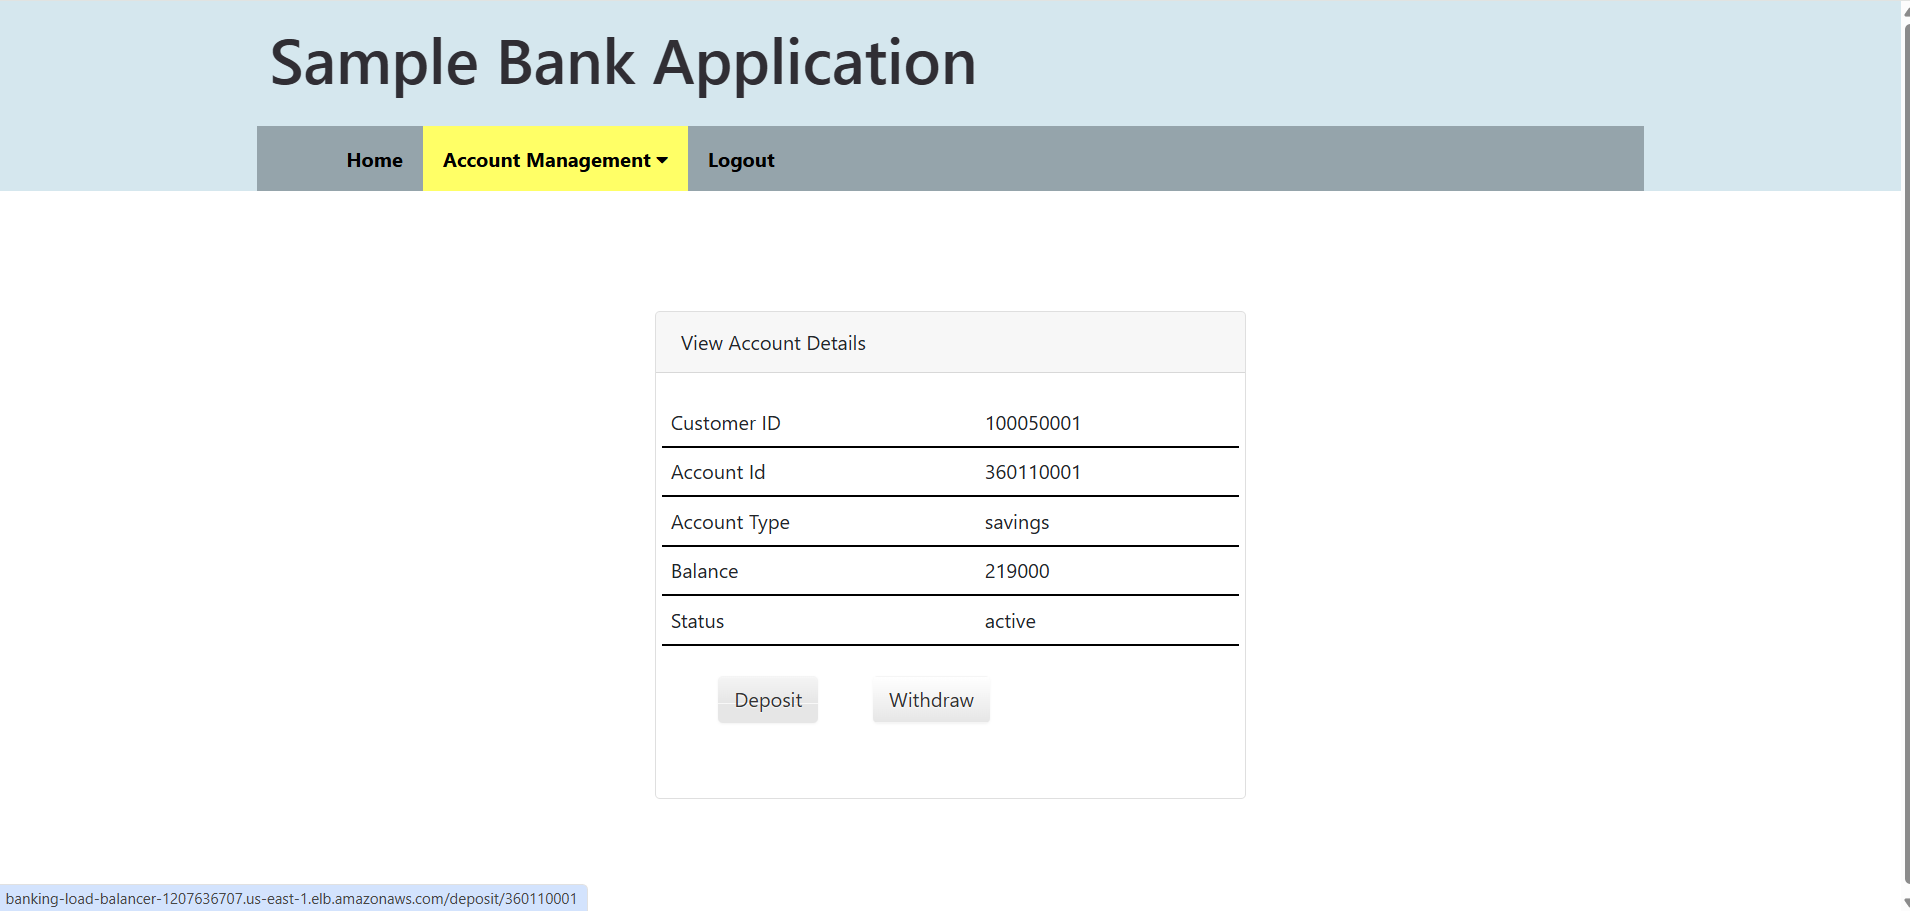 Sample Bank Application
Home Account Management Logout
View Account Details
Customer ID 100050001
Account Id 360110001
Account Type savings
Balance 219000
Status active
Deposit Withdraw
banking-load-balancer-1207636707.us-east-1.elb.amazonaws.com/deposit/360110001